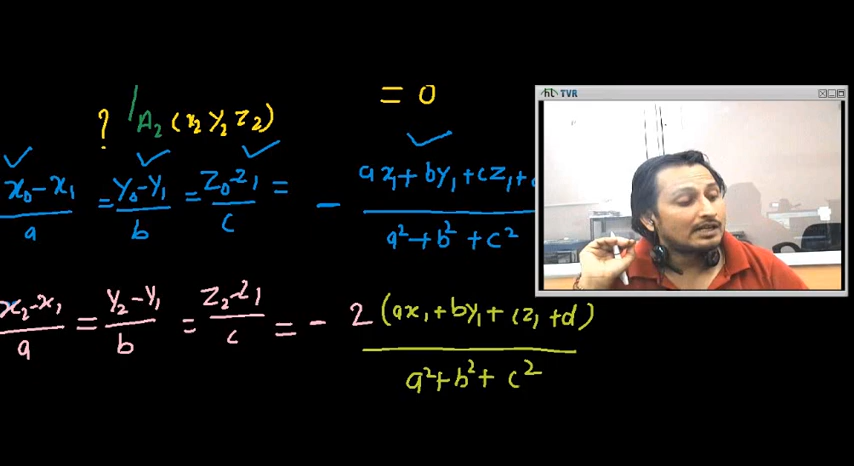 = 0
? A₂ (x₂ y₂ z₂)
ht TVR
x₀-x₁/a = y₀-y₁/b = z₀-z₁/c = - ax₁+by₁+cz₁+/a²+b²+c²
x₂-x₁/a = y₂-y₁/b = z₂-z₁/c = - 2 (ax₁+by₁+cz₁+d)/a²+b²+c²